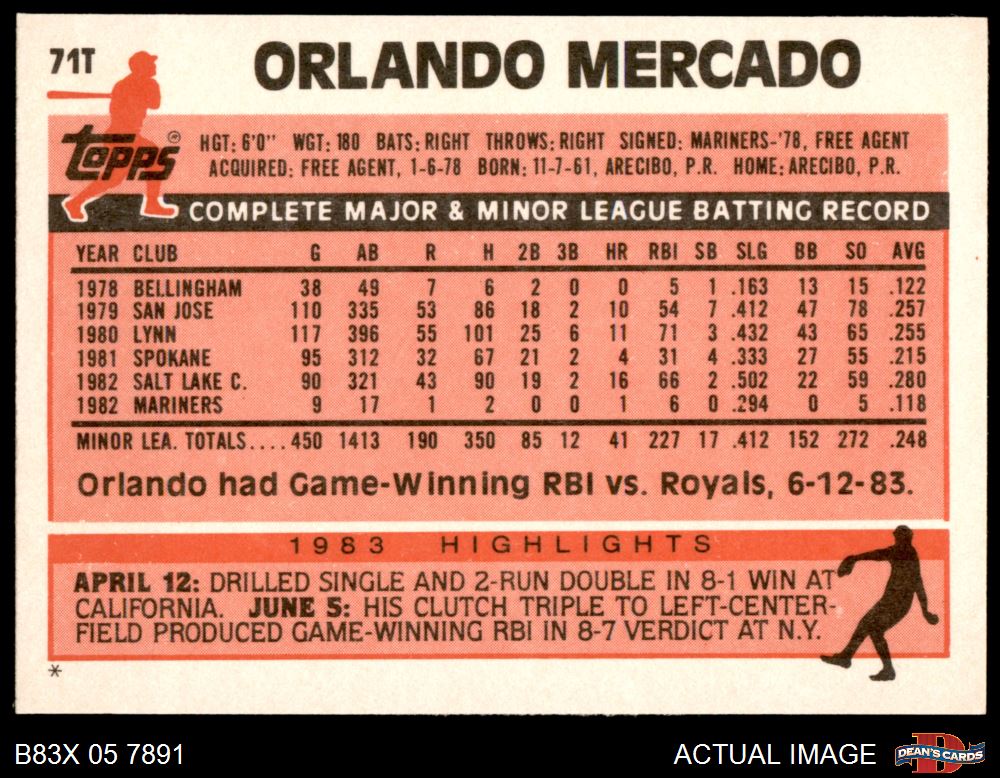 71T
ORLANDO MERCADO
topps®
HGT: 6'0" WGT: 180 BATS: RIGHT THROWS: RIGHT SIGNED: MARINERS-'78, FREE AGENT
ACQUIRED: FREE AGENT, 1-6-78 BORN: 11-7-61, ARECIBO, P.R. HOME: ARECIBO, P.R.
COMPLETE MAJOR & MINOR LEAGUE BATTING RECORD
YEAR CLUB G AB R H 2B 3B HR RBI SB SLG BB SO AVG
1978 BELLINGHAM 38 49 7 6 2 0 0 5 1 .163 13 15 .122
1979 SAN JOSE 110 335 53 86 18 2 10 54 7 .412 47 78 .257
1980 LYNN 117 396 55 101 25 6 11 71 3 .432 43 65 .255
1981 SPOKANE 95 312 32 67 21 2 4 31 4 .333 27 55 .215
1982 SALT LAKE C. 90 321 43 90 19 2 16 66 2 .502 22 59 .280
1982 MARINERS 9 17 1 2 0 0 1 6 0 .294 0 5 .118
MINOR LEA. TOTALS....450 1413 190 350 85 12 41 227 17 .412 152 272 .248
Orlando had Game-Winning RBI vs. Royals, 6-12-83.
1983 HIGHLIGHTS
APRIL 12: DRILLED SINGLE AND 2-RUN DOUBLE IN 8-1 WIN AT
CALIFORNIA. JUNE 5: HIS CLUTCH TRIPLE TO LEFT-CENTER-
FIELD PRODUCED GAME-WINNING RBI IN 8-7 VERDICT AT N.Y.
*
B83X 05 7891
ACTUAL IMAGE
D
DEAN'S CARDS